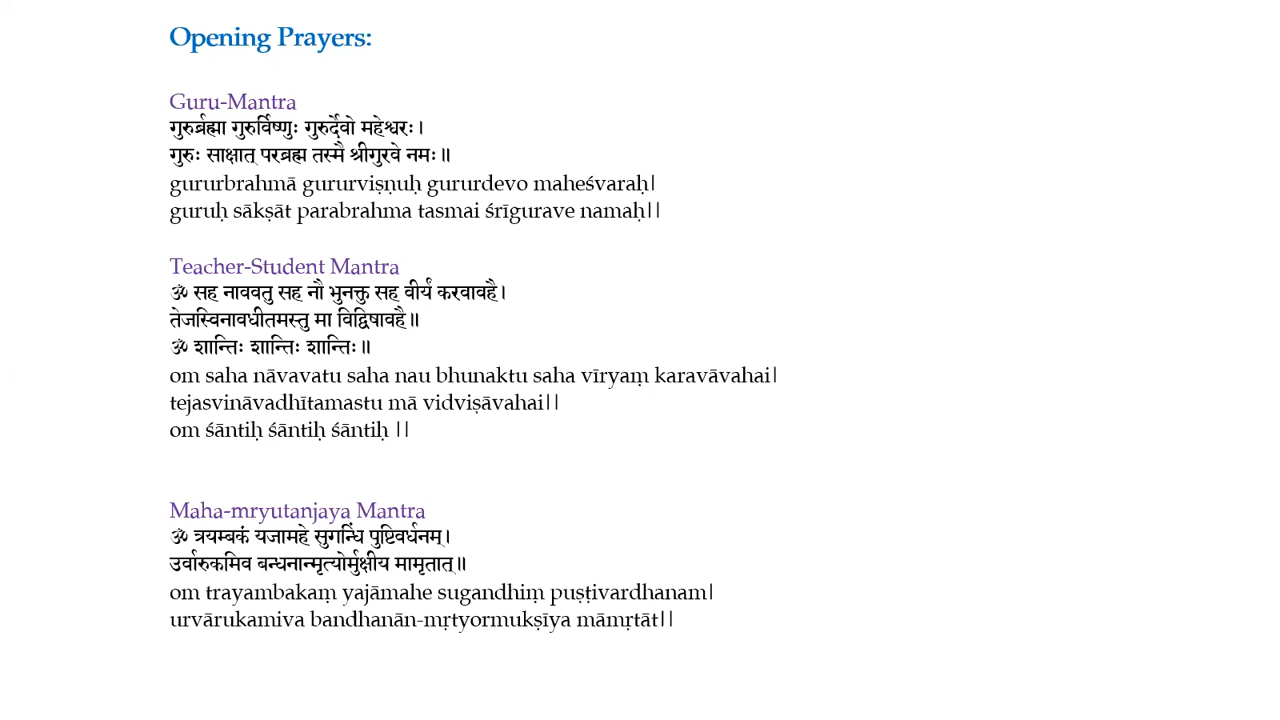 Opening Prayers:
Guru-Mantra
गुरुर्ब्रह्मा गुरुर्विष्णुः गुरुर्देवो महेश्वरः।
गुरुः साक्षात् परब्रह्म तस्मै श्रीगुरवे नमः॥
gururbrahmā gururviṣṇuḥ gururdevo maheśvaraḥ|
guruḥ sākṣāt parabrahma tasmai śrīgurave namaḥ||
Teacher-Student Mantra
ॐ सह नाववतु सह नौ भुनक्तु सह वीर्यं करवावहै।
तेजस्विनावधीतमस्तु मा विद्विषावहै॥
ॐ शान्तिः शान्तिः शान्तिः॥
om saha nāvavatu saha nau bhunaktu saha vīryaṃ karavāvahai|
tejasvināvadhītamastu mā vidviṣāvahai||
om śāntiḥ śāntiḥ śāntiḥ ||
Maha-mryutanjaya Mantra
ॐ त्रयम्बकं यजामहे सुगन्धिं पुष्टिवर्धनम्।
उर्वारुकमिव बन्धनान्मृत्योर्मुक्षीय मामृतात्॥
om trayambakaṃ yajāmahe sugandhiṃ puṣṭivardhanam|
urvārukamiva bandhanān-mṛtyormukṣīya māmṛtāt||